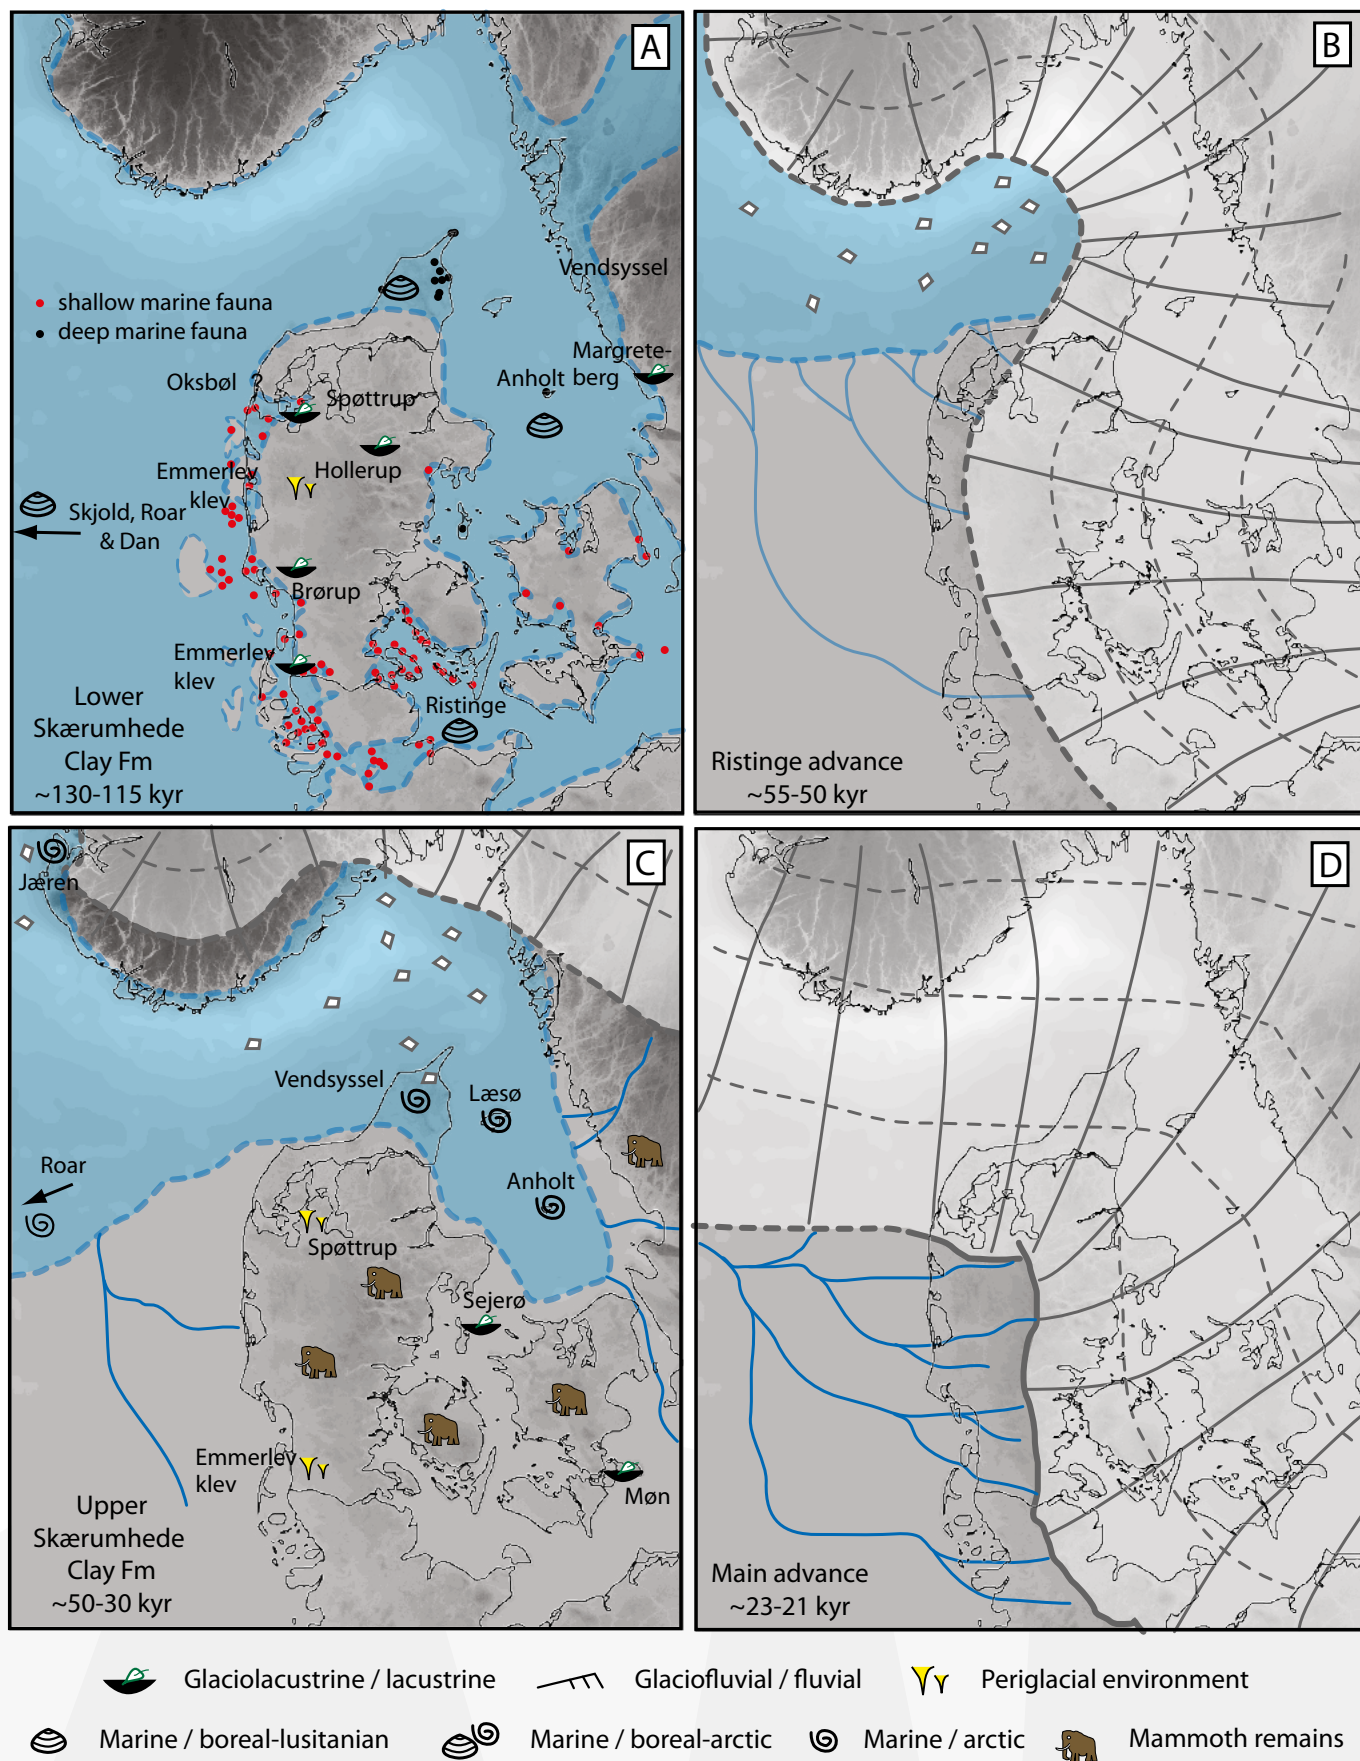 A
shallow marine fauna
deep marine fauna
Vendsyssel
Oksbøl ?
Spøttrup
Anholt
Margrete-
berg
Hollerup
Emmerlev
klev
Skjold, Roar
& Dan
Brørup
Emmerlev
klev
Ristinge
Lower
Skærumhede
Clay Fm
~130-115 kyr
B
Ristinge advance
~55-50 kyr
C
Jæren
Vendsyssel
Læsø
Roar
Anholt
Spøttrup
Sejerø
Emmerlev
klev
Møn
Upper
Skærumhede
Clay Fm
~50-30 kyr
D
Main advance
~23-21 kyr
Glaciolacustrine / lacustrine
Glaciofluvial / fluvial
Periglacial environment
Marine / boreal-lusitanian
Marine / boreal-arctic
Marine / arctic
Mammoth remains